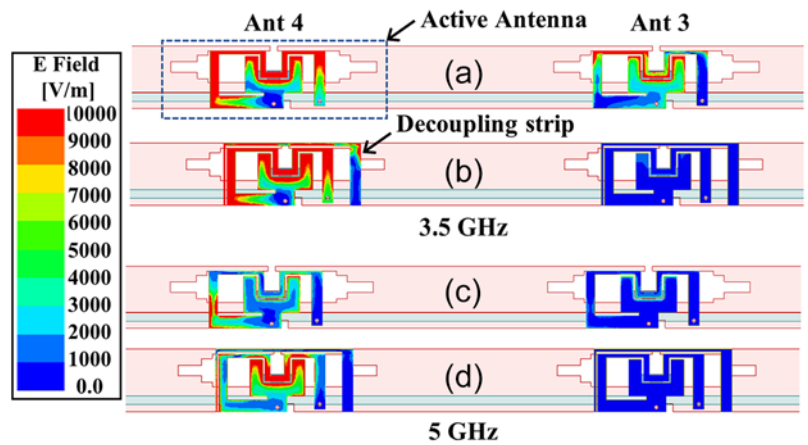 Ant 4
Active Antenna
Ant 3
E Field
[V/m]
10000
9000
8000
7000
6000
5000
4000
3000
2000
1000
0.0
(a)
Decoupling strip
(b)
3.5 GHz
(c)
(d)
5 GHz